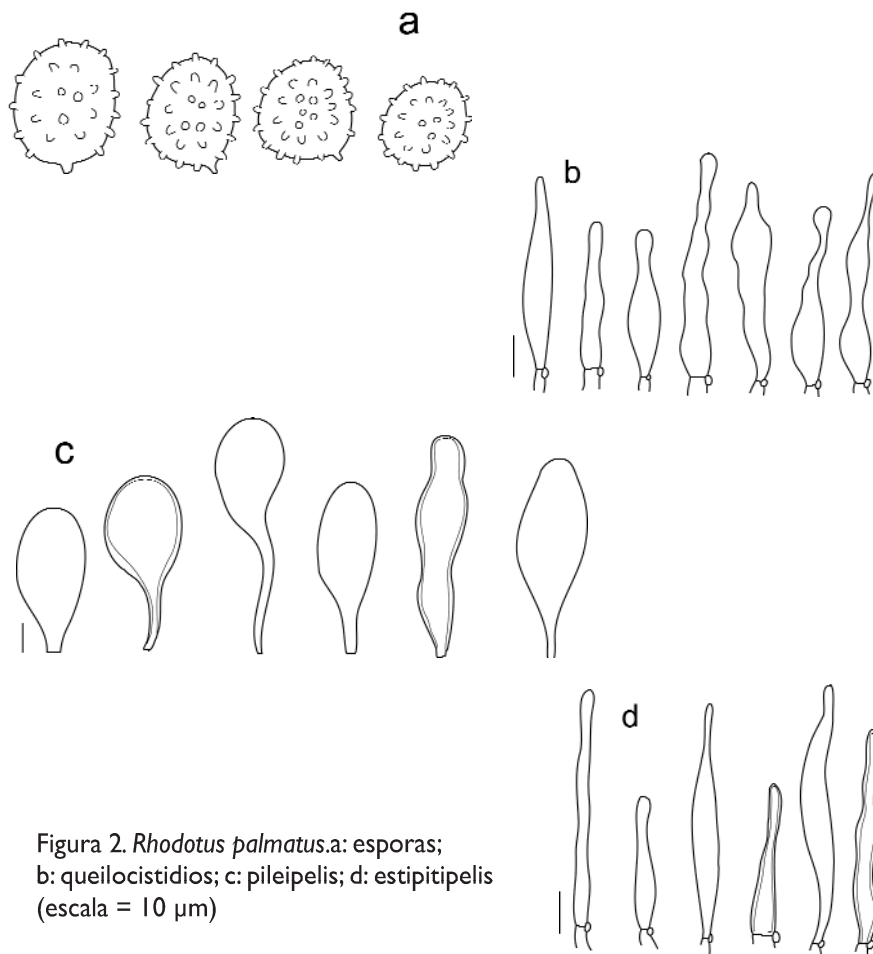 a
b
c
d
Figura 2. Rhodotus palmatus.a: esporas;
b: queilocistidios; c: pileipelis; d: estipitipelis
(escala = 10 µm)